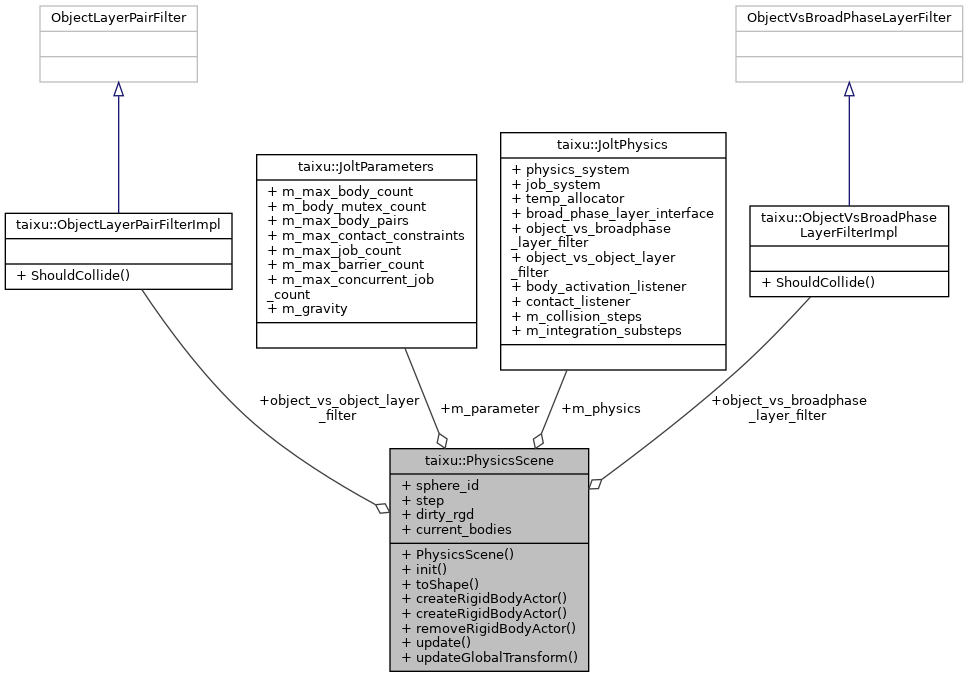 ObjectLayerPairFilter
ObjectVsBroadPhaseLayerFilter
taixu::JoltPhysics
+ physics_system
+ job_system
+ temp_allocator
+ broad_phase_layer_interface
+ object_vs_broadphase
_layer_filter
+ object_vs_object_layer
_filter
+ body_activation_listener
+ contact_listener
+ m_collision_steps
+ m_integration_substeps
taixu::JoltParameters
+ m_max_body_count
+ m_body_mutex_count
+ m_max_body_pairs
+ m_max_contact_constraints
+ m_max_job_count
+ m_max_barrier_count
+ m_max_concurrent_job
_count
+ m_gravity
taixu::ObjectLayerPairFilterImpl
+ ShouldCollide()
taixu::ObjectVsBroadPhase
LayerFilterImpl
+ ShouldCollide()
+object_vs_object_layer
_filter
+m_parameter
+m_physics
+object_vs_broadphase
_layer_filter
taixu::PhysicsScene
+ sphere_id
+ step
+ dirty_rgd
+ current_bodies
+ PhysicsScene()
+ init()
+ toShape()
+ createRigidBodyActor()
+ createRigidBodyActor()
+ removeRigidBodyActor()
+ update()
+ updateGlobalTransform()